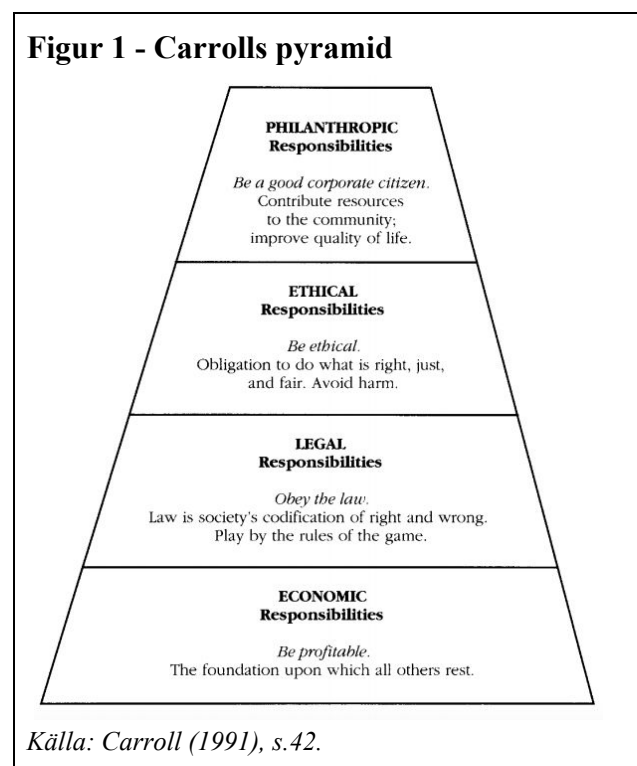 Figur 1 - Carrolls pyramid
PHILANTHROPIC
Responsibilities
Be a good corporate citizen.
Contribute resources
to the community;
improve quality of life.
ETHICAL
Responsibilities
Be ethical.
Obligation to do what is right, just,
and fair. Avoid harm.
LEGAL
Responsibilities
Obey the law.
Law is society's codification of right and wrong.
Play by the rules of the game.
ECONOMIC
Responsibilities
Be profitable.
The foundation upon which all others rest.
Källa: Carroll (1991), s.42.